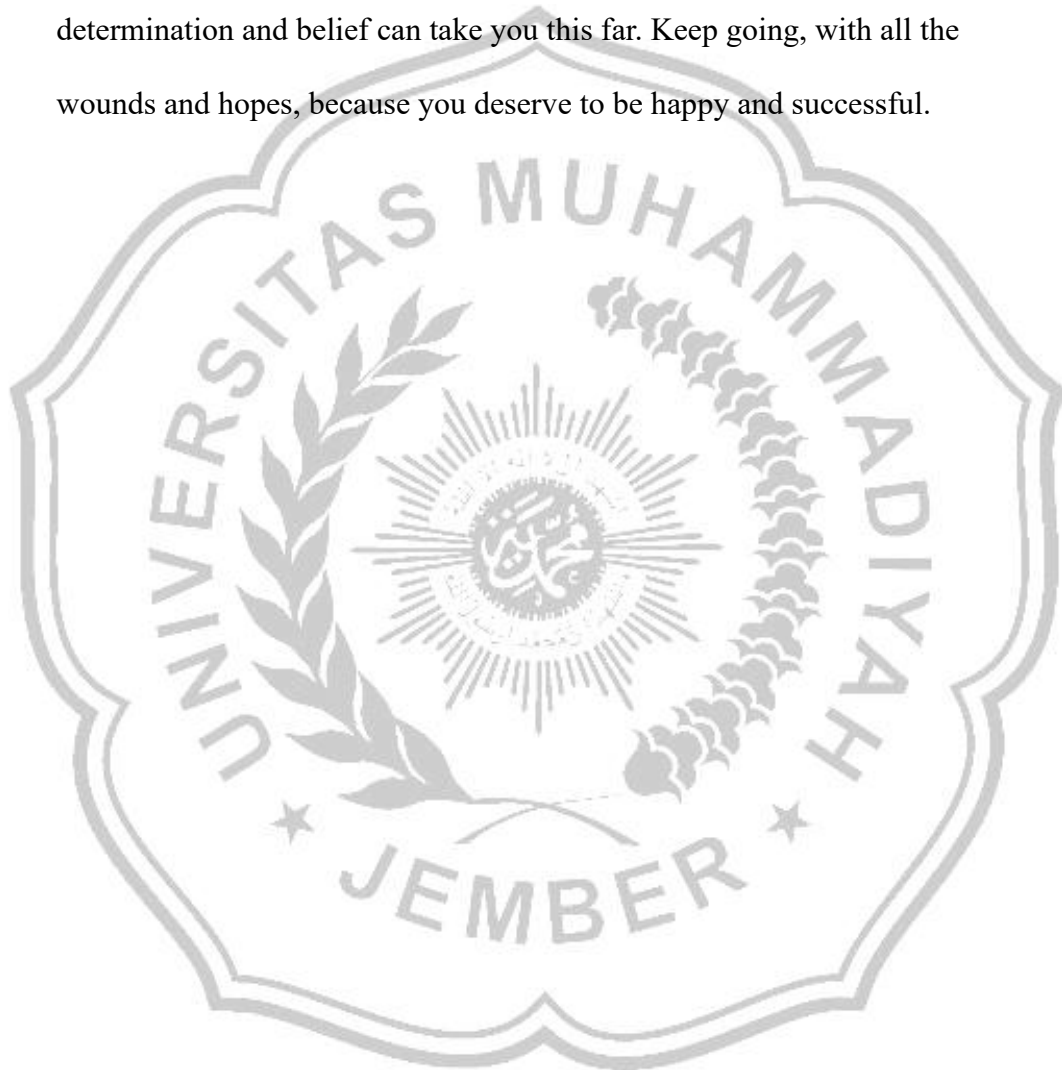 determination and belief can take you this far. Keep going, with all the
wounds and hopes, because you deserve to be happy and successful.
UNIVERSITAS MUHAMMADIYAH
JEMBER